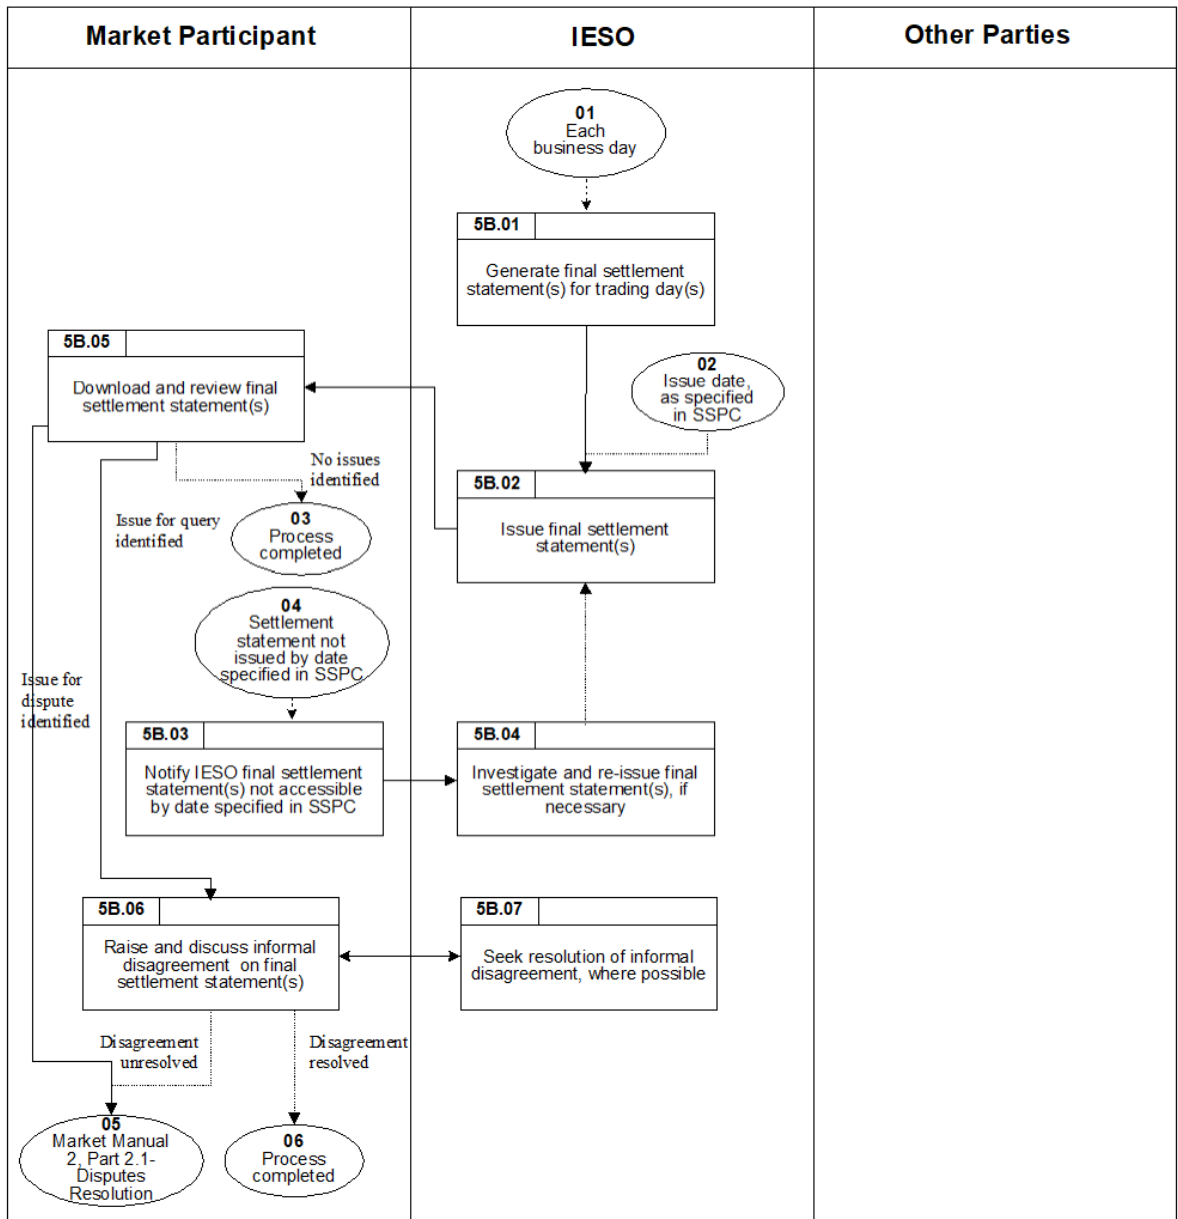 Market Participant
IESO
Other Parties
01
Each
business day
5B.01
Generate final settlement
statement(s) for trading day(s)
5B.05
Download and review final
settlement statement(s)
02
Issue date,
as specified
in SSPC
No issues
identified
5B.02
Issue final settlement
statement(s)
Issue for query
identified
03
Process
completed
04
Settlement
statement not
issued by date
specified in SSPC
Issue for
dispute
identified
5B.03
Notify IESO final settlement
statement(s) not accessible
by date specified in SSPC
5B.04
Investigate and re-issue final
settlement statement(s), if
necessary
5B.06
Raise and discuss informal
disagreement on final
settlement statement(s)
5B.07
Seek resolution of informal
disagreement, where possible
Disagreement
unresolved
Disagreement
resolved
05
Market Manual
2, Part 2.1-
Disputes
Resolution
06
Process
completed